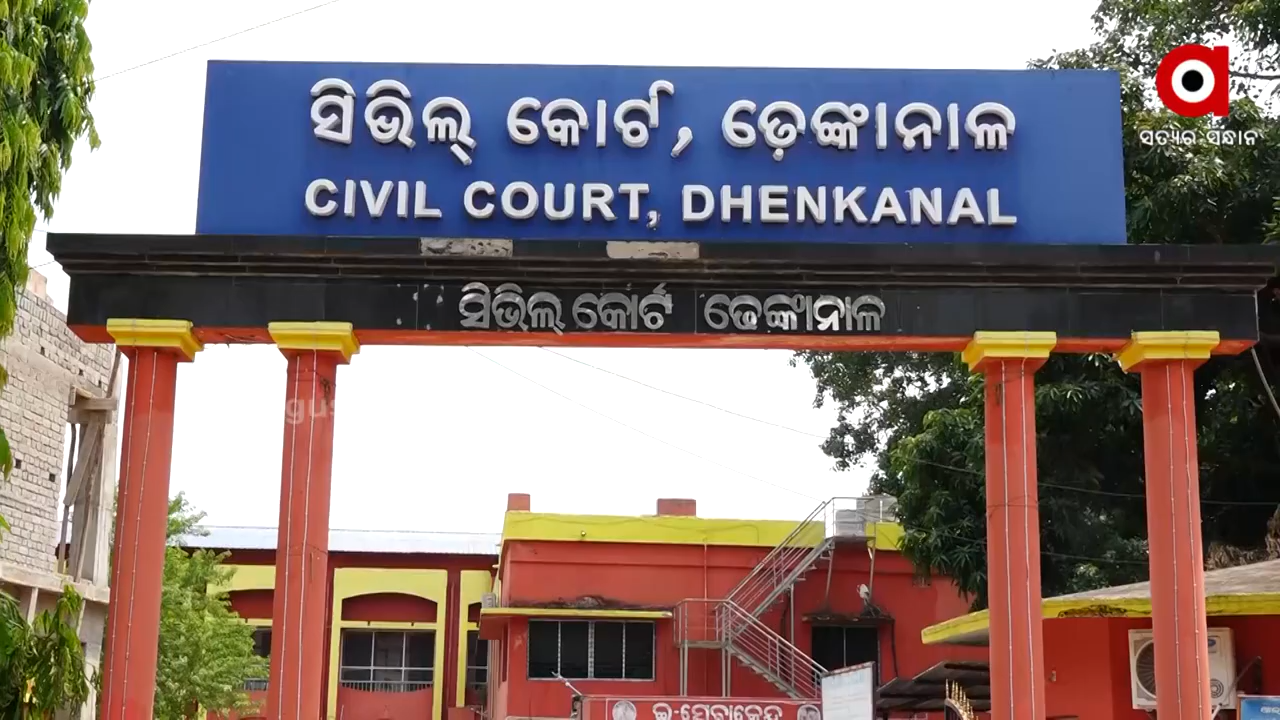 ସିଭିଲ୍ କୋର୍ଟ, ଢେଙ୍କାନାଳ
CIVIL COURT, DHENKANAL
ସିଭିଲ୍ କୋର୍ଟ ଢେଙ୍କାନାଳ
ସତ୍ୟର ସନ୍ଧାନ
ଇ-ସେବାକେନ୍ଦ୍ର